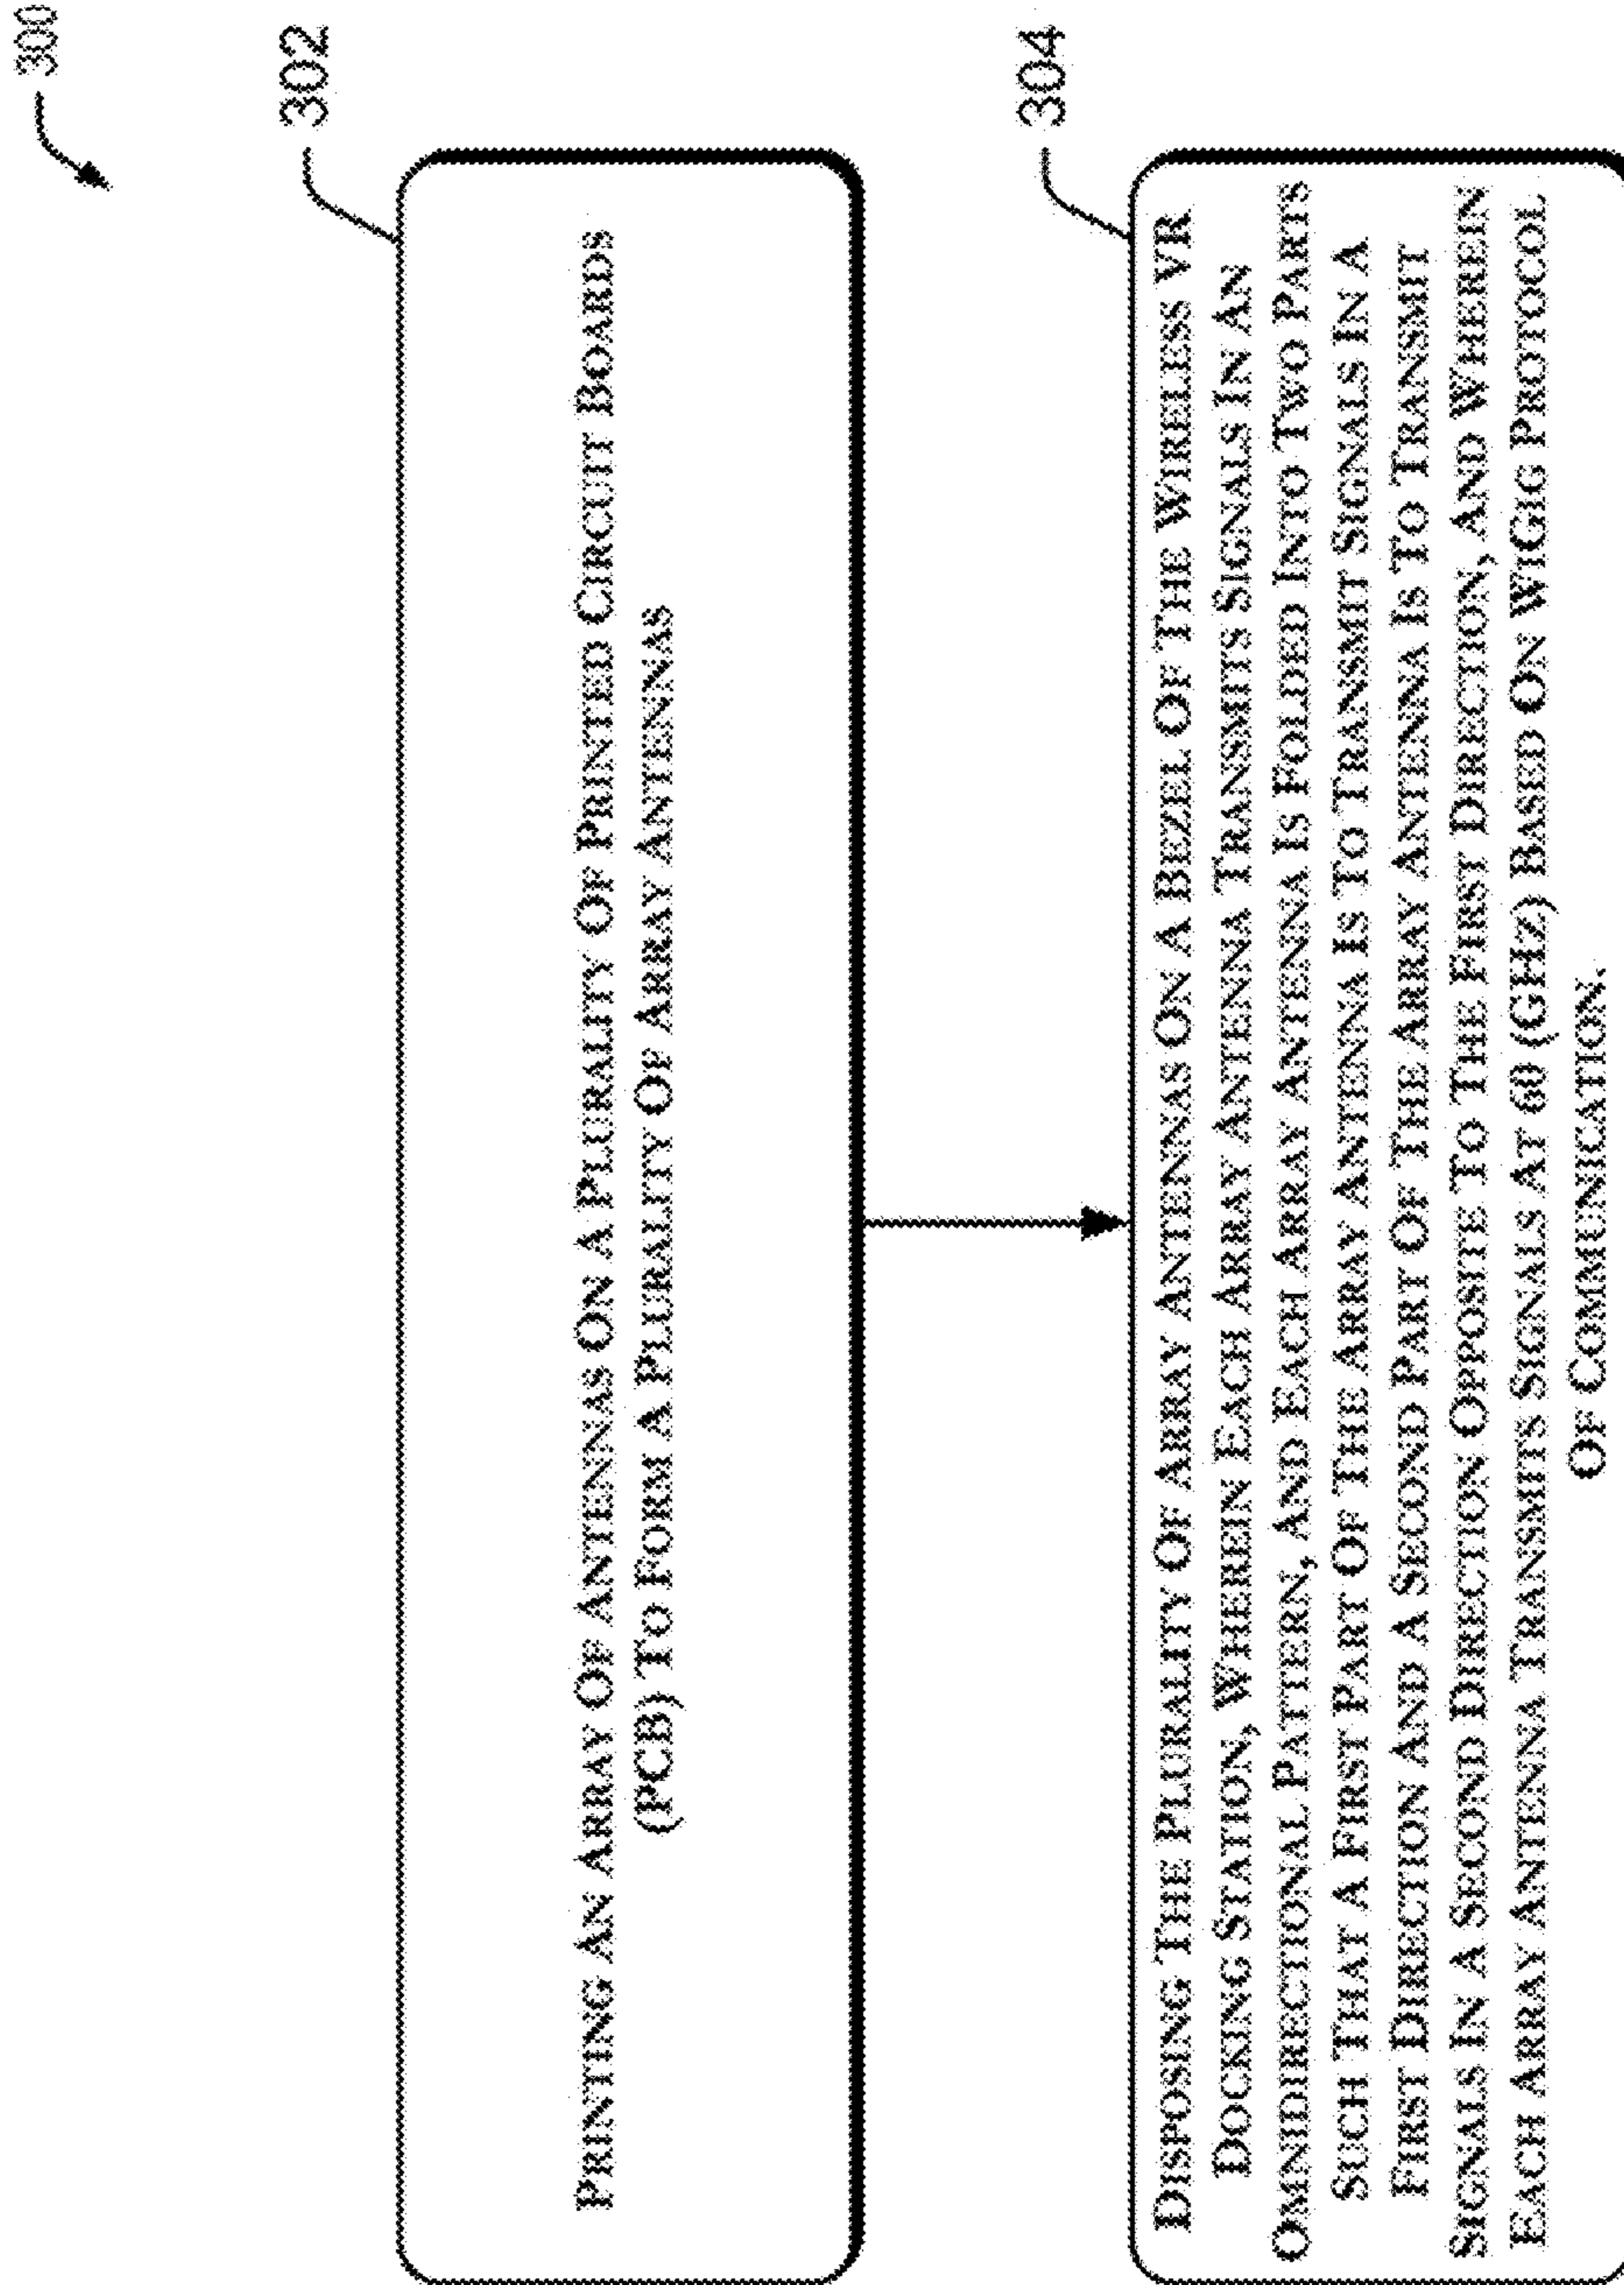 300
302
PRINTING AN ARRAY OF ANTENNAS ON A PLURALITY OF PRINTED CIRCUIT BOARDS
(PCB) TO FORM A PLURALITY OF ARRAY ANTENNAS
304
DISPOSING THE PLURALITY OF ARRAY ANTENNAS ON A BEZEL OF THE WIRELESS VR
DOCKING STATION, WHEREIN EACH ARRAY ANTENNA TRANSMITS SIGNALS IN AN
OMNIDIRECTIONAL PATTERN, AND EACH ARRAY ANTENNA IS FOLDED INTO TWO PARTS
SUCH THAT A FIRST PART OF THE ARRAY ANTENNA IS TO TRANSMIT SIGNALS IN A
FIRST DIRECTION AND A SECOND PART OF THE ARRAY ANTENNA IS TO TRANSMIT
SIGNALS IN A SECOND DIRECTION OPPOSITE TO THE FIRST DIRECTION, AND WHEREIN
EACH ARRAY ANTENNA TRANSMITS SIGNALS AT 60 (GHZ) BASED ON WIGIG PROTOCOL
OF COMMUNICATION.